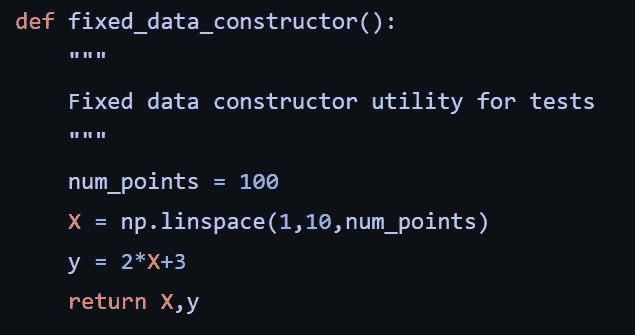 def fixed_data_constructor():
    """
    Fixed data constructor utility for tests
    """
    num_points = 100
    X = np.linspace(1,10,num_points)
    y = 2*X+3
    return X,y